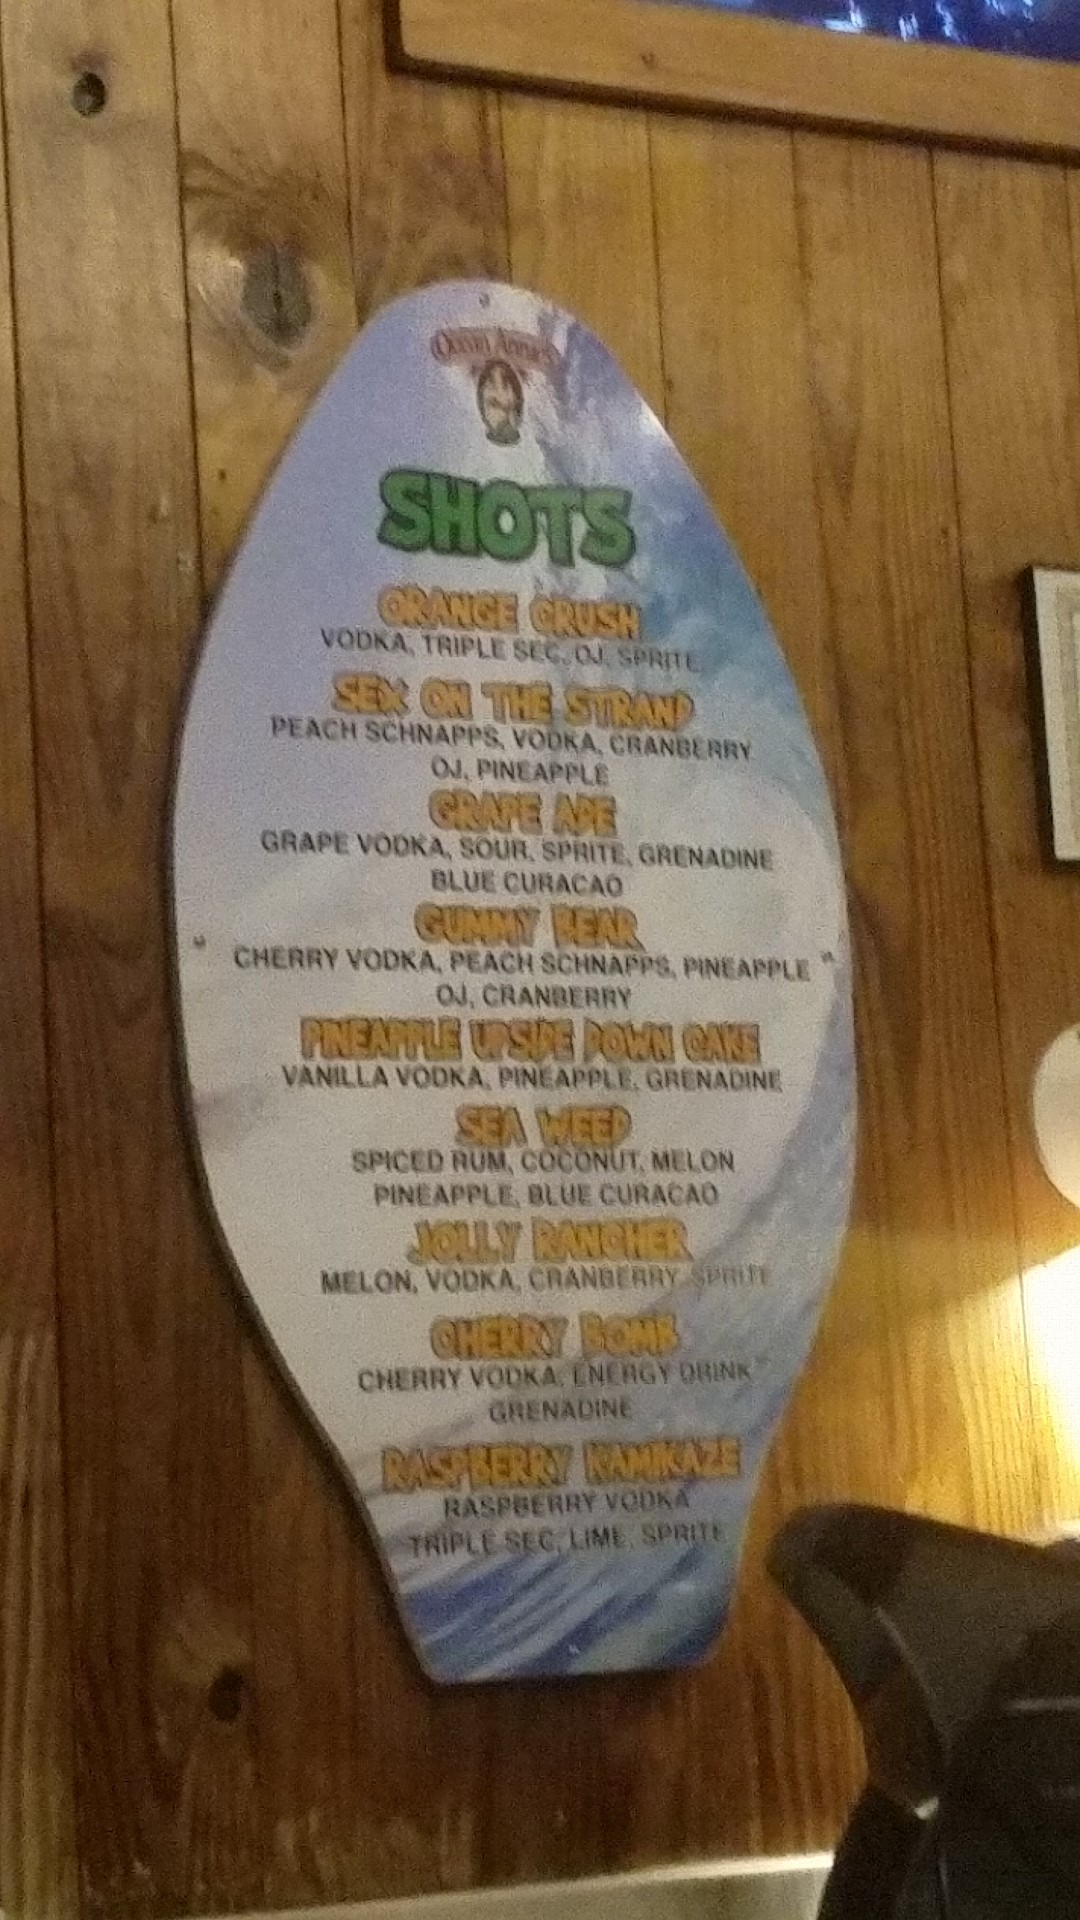 Ocean Annie's
SHOTS
ORANGE CRUSH
VODKA, TRIPLE SEC, OJ, SPRITE
SEX ON THE STRAND
PEACH SCHNAPPS, VODKA, CRANBERRY
OJ, PINEAPPLE
GRAPE APE
GRAPE VODKA, SOUR, SPRITE, GRENADINE
BLUE CURACAO
GUMMY BEAR
CHERRY VODKA, PEACH SCHNAPPS, PINEAPPLE
OJ, CRANBERRY
PINEAPPLE UPSIDE DOWN CAKE
VANILLA VODKA, PINEAPPLE, GRENADINE
SEA WEED
SPICED RUM, COCONUT, MELON
PINEAPPLE, BLUE CURACAO
JOLLY RANCHER
MELON, VODKA, CRANBERRY, SPRITE
CHERRY BOMB
CHERRY VODKA, ENERGY DRINK
GRENADINE
RASPBERRY KAMIKAZE
RASPBERRY VODKA
TRIPLE SEC, LIME, SPRITE